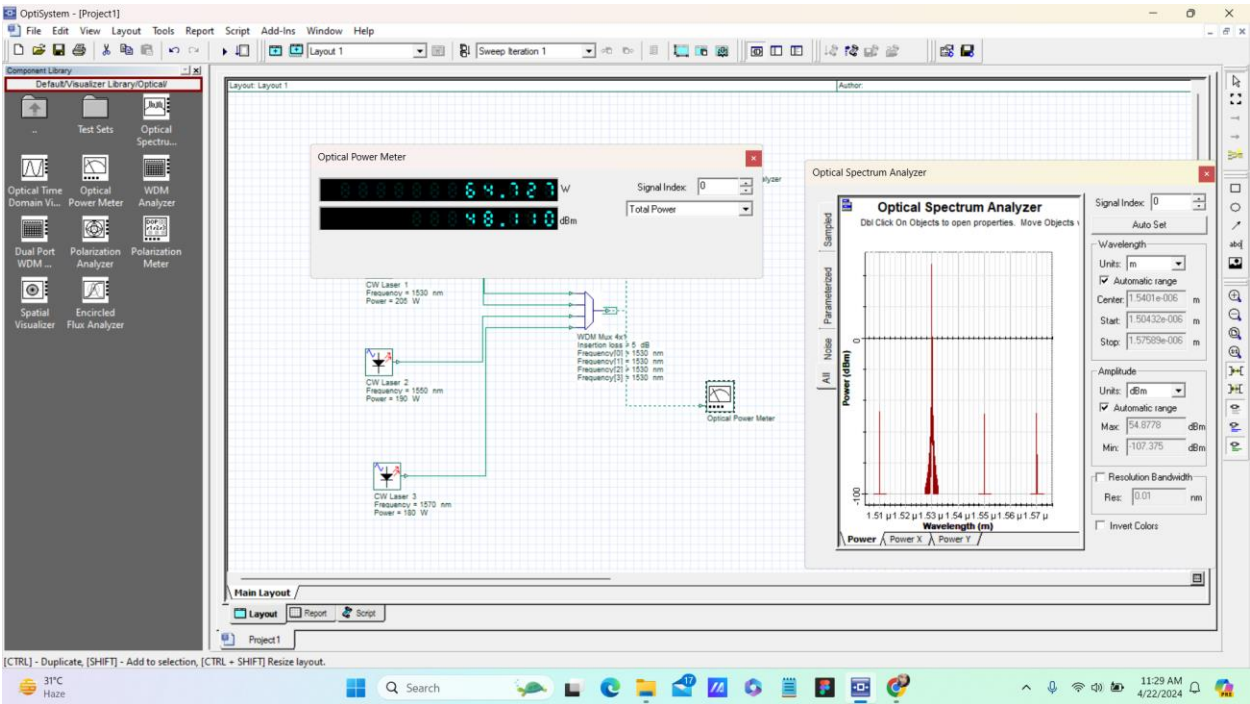 OptiSystem - [Project1]
File Edit View Layout Tools Report Script Add-Ins Window Help
Layout 1
Sweep Iteration 1
Component Library
Default/Visualizer Library/Optical/
..
Test Sets
Optical
Spectru...
Optical Time
Domain Vi...
Optical
Power Meter
WDM
Analyzer
Dual Port
WDM ...
Polarization
Analyzer
Polarization
Meter
Spatial
Visualizer
Encircled
Flux Analyzer
Layout: Layout 1
Author:
Optical Power Meter
64.727 W
48.110 dBm
Signal Index: 0
Total Power
alyzer
CW Laser 1
Frequency = 1530 nm
Power = 205 W
WDM Mux 4x1
Insertion loss = 5 dB
Frequency[0] = 1530 nm
Frequency[1] = 1530 nm
Frequency[2] = 1530 nm
Frequency[3] = 1530 nm
CW Laser 2
Frequency = 1550 nm
Power = 190 W
Optical Power Meter
CW Laser 3
Frequency = 1570 nm
Power = 180 W
Optical Spectrum Analyzer
Optical Spectrum Analyzer
Dbl Click On Objects to open properties. Move Objects
Sampled
Parameterized
Noise
All
Power (dBm)
0
-100
1.51 µ 1.52 µ 1.53 µ 1.54 µ 1.55 µ 1.56 µ 1.57 µ
Wavelength (m)
Power
Power X
Power Y
Signal Index: 0
Auto Set
Wavelength
Units: m
Automatic range
Center: 1.5401e-006 m
Start: 1.50432e-006 m
Stop: 1.57589e-006 m
Amplitude
Units: dBm
Automatic range
Max: 54.8778 dBm
Min: -107.375 dBm
Resolution Bandwidth
Res: 0.01 nm
Invert Colors
Main Layout
Layout
Report
Script
Project1
[CTRL] - Duplicate, [SHIFT] - Add to selection, [CTRL + SHIFT] Resize layout.
31°C
Haze
Search
17
11:29 AM
4/22/2024